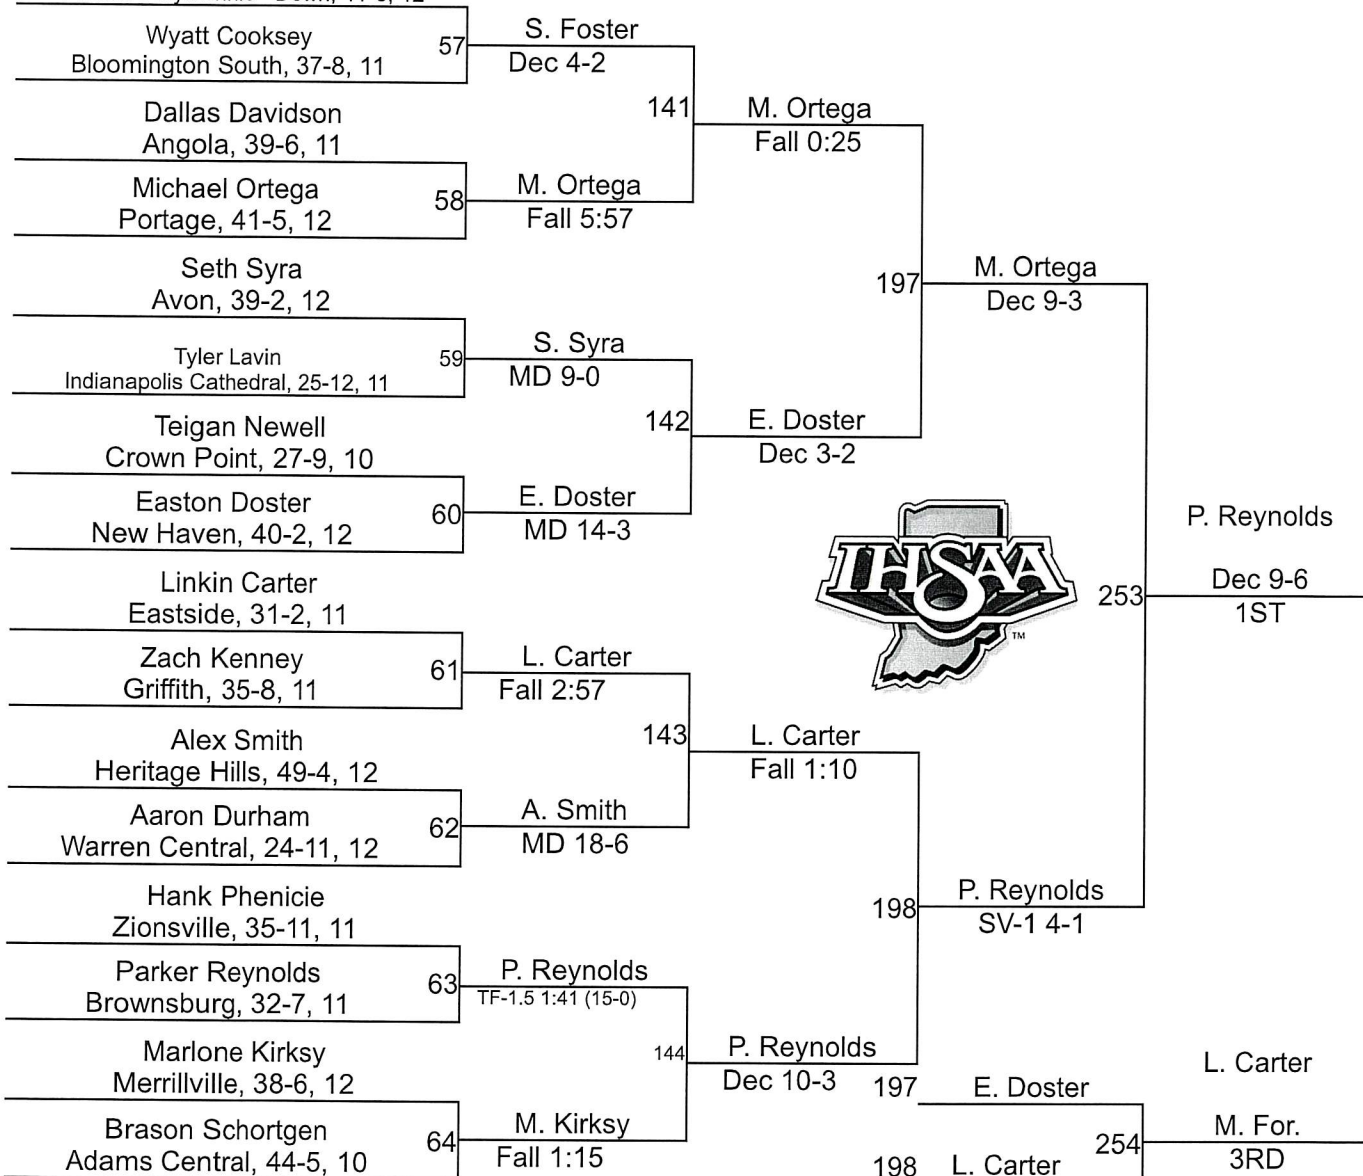 Wyatt Cooksey
Bloomington South, 37-8, 11
57
S. Foster
Dec 4-2
Dallas Davidson
Angola, 39-6, 11
141
M. Ortega
Fall 0:25
Michael Ortega
Portage, 41-5, 12
58
M. Ortega
Fall 5:57
Seth Syra
Avon, 39-2, 12
197
M. Ortega
Dec 9-3
Tyler Lavin
Indianapolis Cathedral, 25-12, 11
59
S. Syra
MD 9-0
Teigan Newell
Crown Point, 27-9, 10
142
E. Doster
Dec 3-2
Easton Doster
New Haven, 40-2, 12
60
E. Doster
MD 14-3
IHSAA
TM
253
P. Reynolds
Dec 9-6
1ST
Linkin Carter
Eastside, 31-2, 11
Zach Kenney
Griffith, 35-8, 11
61
L. Carter
Fall 2:57
Alex Smith
Heritage Hills, 49-4, 12
143
L. Carter
Fall 1:10
Aaron Durham
Warren Central, 24-11, 12
62
A. Smith
MD 18-6
Hank Phenicie
Zionsville, 35-11, 11
198
P. Reynolds
SV-1 4-1
Parker Reynolds
Brownsburg, 32-7, 11
63
P. Reynolds
TF-1.5 1:41 (15-0)
Marlone Kirksy
Merrillville, 38-6, 12
144
P. Reynolds
Dec 10-3
Brason Schortgen
Adams Central, 44-5, 10
64
M. Kirksy
Fall 1:15
197
E. Doster
198
L. Carter
254
L. Carter
M. For.
3RD